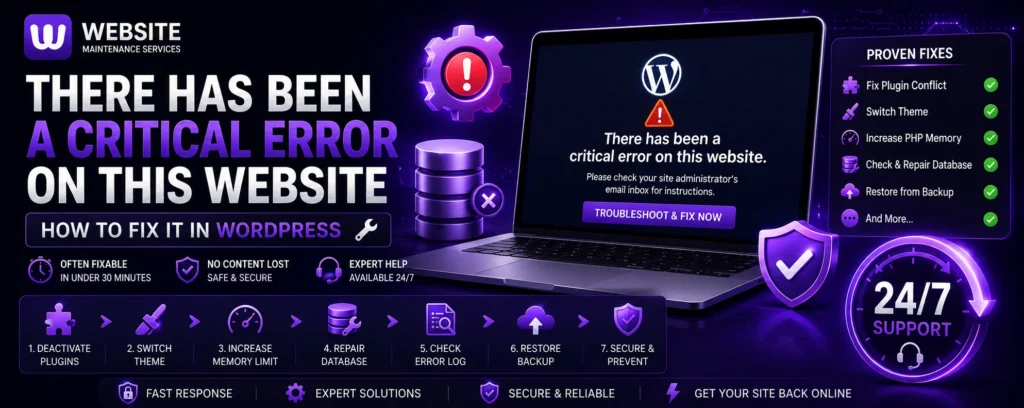 WEBSITE
MAINTENANCE SERVICES
THERE HAS BEEN
A CRITICAL ERROR
ON THIS WEBSITE
HOW TO FIX IT IN WORDPRESS
OFTEN FIXABLE
IN UNDER 30 MINUTES
NO CONTENT LOST
SAFE & SECURE
EXPERT HELP
AVAILABLE 24/7
There has been a
critical error on this website.
Please check your site administrator's
email inbox for instructions.
TROUBLESHOOT & FIX NOW
PROVEN FIXES
Fix Plugin Conflict
Switch Theme
Increase PHP Memory
Check & Repair Database
Restore from Backup
And More...
24/7
SUPPORT
1. DEACTIVATE
PLUGINS
2. SWITCH
THEME
3. INCREASE
MEMORY LIMIT
4. REPAIR
DATABASE
5. CHECK
ERROR LOG
6. RESTORE
BACKUP
7. SECURE &
PREVENT
FAST RESPONSE
EXPERT SOLUTIONS
SECURE & RELIABLE
GET YOUR SITE BACK ONLINE